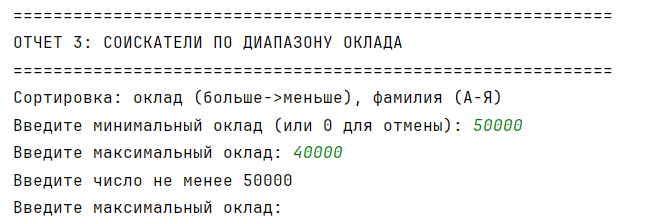 ============================================================
ОТЧЕТ 3: СОИСКАТЕЛИ ПО ДИАПАЗОНУ ОКЛАДА
============================================================
Сортировка: оклад (больше->меньше), фамилия (А-Я)
Введите минимальный оклад (или 0 для отмены): 50000
Введите максимальный оклад: 40000
Введите число не менее 50000
Введите максимальный оклад: